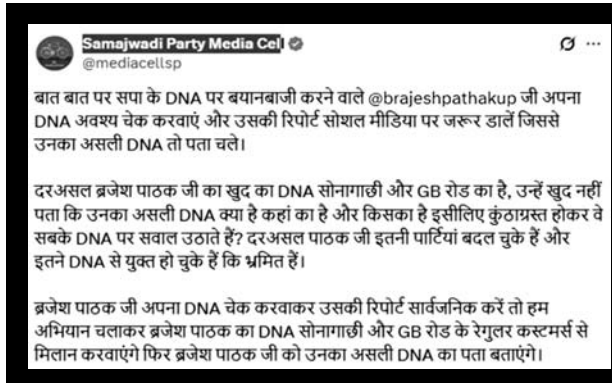 Samajwadi Party Media Cell
@mediacellsp
बात बात पर सपा के DNA पर बयानबाजी करने वाले @brajeshpathakup जी अपना
DNA अवश्य चेक करवाएं और उसकी रिपोर्ट सोशल मीडिया पर जरूर डालें जिससे
उनका असली DNA तो पता चले।
दरअसल ब्रजेश पाठक जी का खुद का DNA सोनागाछी और GB रोड का है, उन्हें खुद नहीं
पता कि उनका असली DNA क्या है कहां का है और किसका है इसीलिए कुंठाग्रस्त होकर वे
सबके DNA पर सवाल उठाते हैं? दरअसल पाठक जी इतनी पार्टियां बदल चुके हैं और
इतने DNA से युक्त हो चुके हैं कि भ्रमित हैं।
ब्रजेश पाठक जी अपना DNA चेक करवाकर उसकी रिपोर्ट सार्वजनिक करें तो हम
अभियान चलाकर ब्रजेश पाठक का DNA सोनागाछी और GB रोड के रेगुलर कस्टमर्स से
मिलान करवाएंगे फिर ब्रजेश पाठक जी को उनका असली DNA का पता बताएंगे।